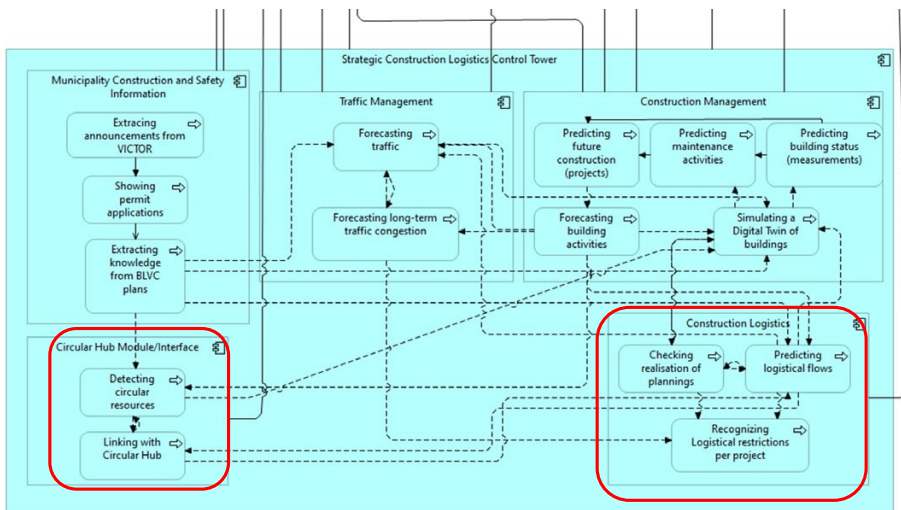 Strategic Construction Logistics Control Tower
Municipality Construction and Safety
Information
Extracing
announcements from
VICTOR
Showing
permit
applications
Extracting
knowledge
from BLVC
plans
Traffic Management
Forecasting
traffic
Forecasting long-term
traffic congestion
Construction Management
Predicting
future
construction
(projects)
Predicting
maintenance
activities
Predicting
building status
(measurements)
Forecasting
building
activities
Simulating a
Digital Twin of
buildings
Circular Hub Module/Interface
Detecting
circular
resources
Linking with
Circular Hub
Construction Logistics
Checking
realisation of
plannings
Predicting
logistical flows
Recognizing
Logistical restrictions
per project